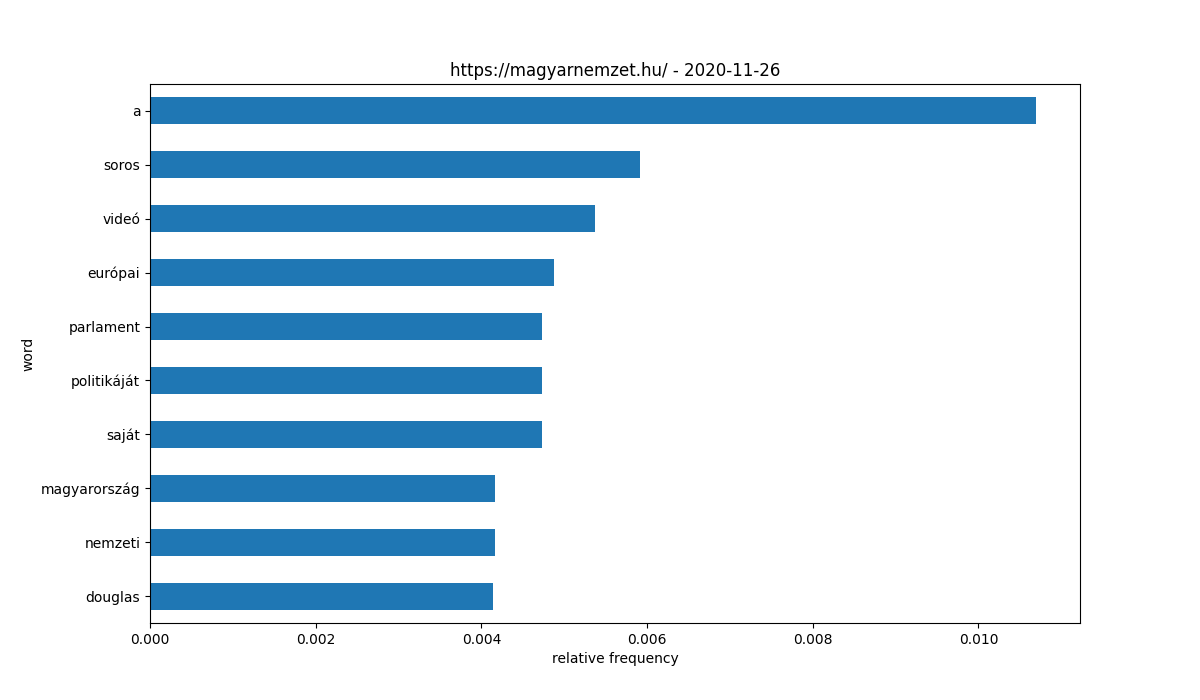 https://magyarnemzet.hu/ - 2020-11-26
a
soros
videó
európai
parlament
politikáját
saját
magyarország
nemzeti
douglas
word
0.000 0.002 0.004 0.006 0.008 0.010
relative frequency